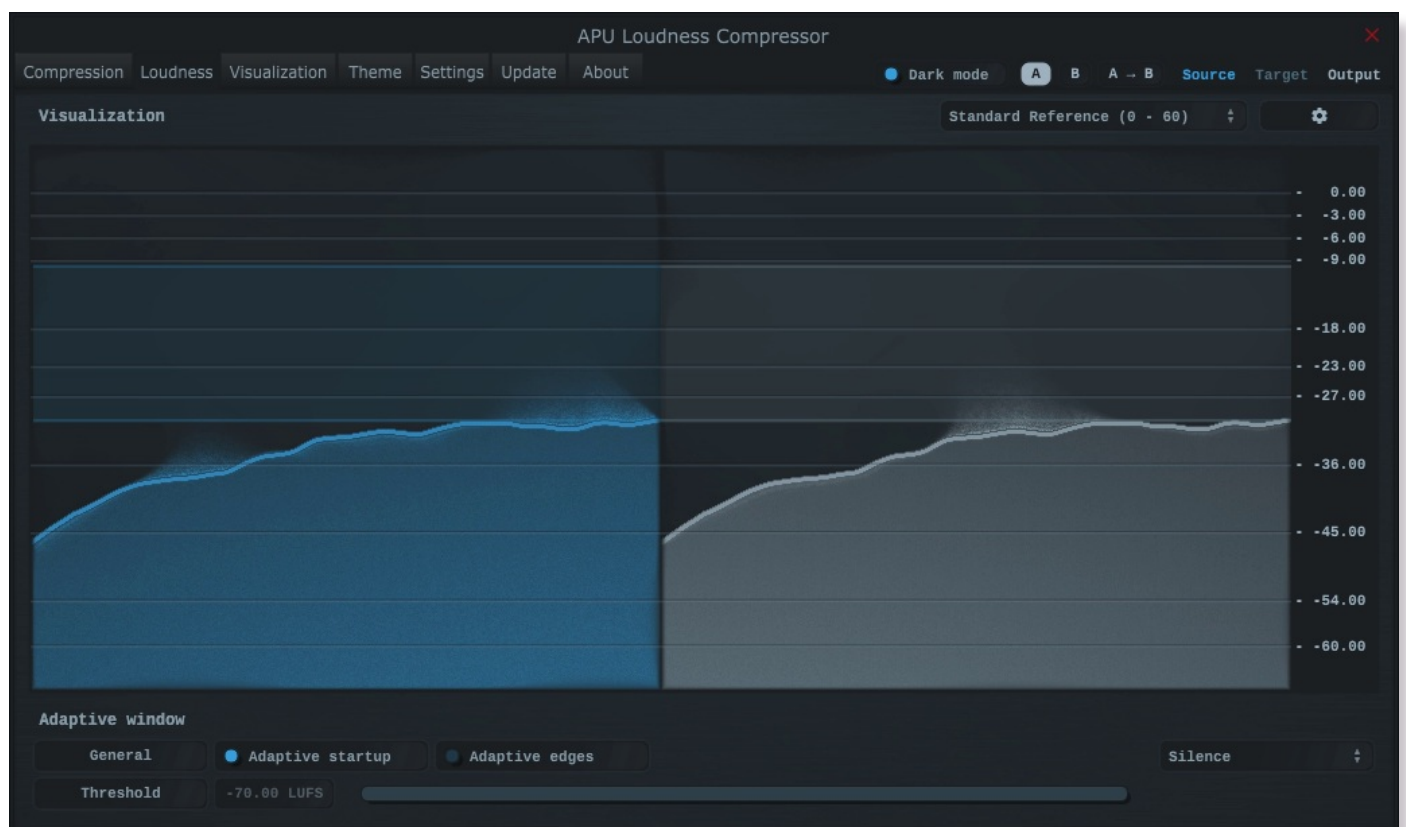 APU Loudness Compressor
Compression Loudness Visualization Theme Settings Update About
Dark mode A B A → B Source Target Output
Visualization Standard Reference (0 - 60)
- 0.00
- -3.00
- -6.00
- -9.00
- -18.00
- -23.00
- -27.00
- -36.00
- -45.00
- -54.00
- -60.00
Adaptive window
General Adaptive startup Adaptive edges Silence
Threshold -70.00 LUFS